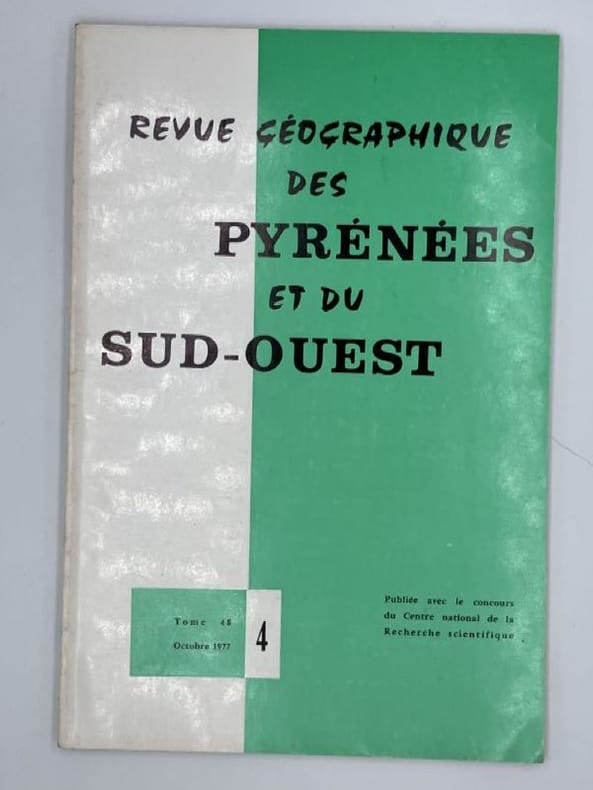 REVUE GÉOGRAPHIQUE
DES
PYRÉNÉES
ET DU
SUD-OUEST
Tome 48
Octobre 1977
4
Publiée avec le concours
du Centre national de la
Recherche scientifique